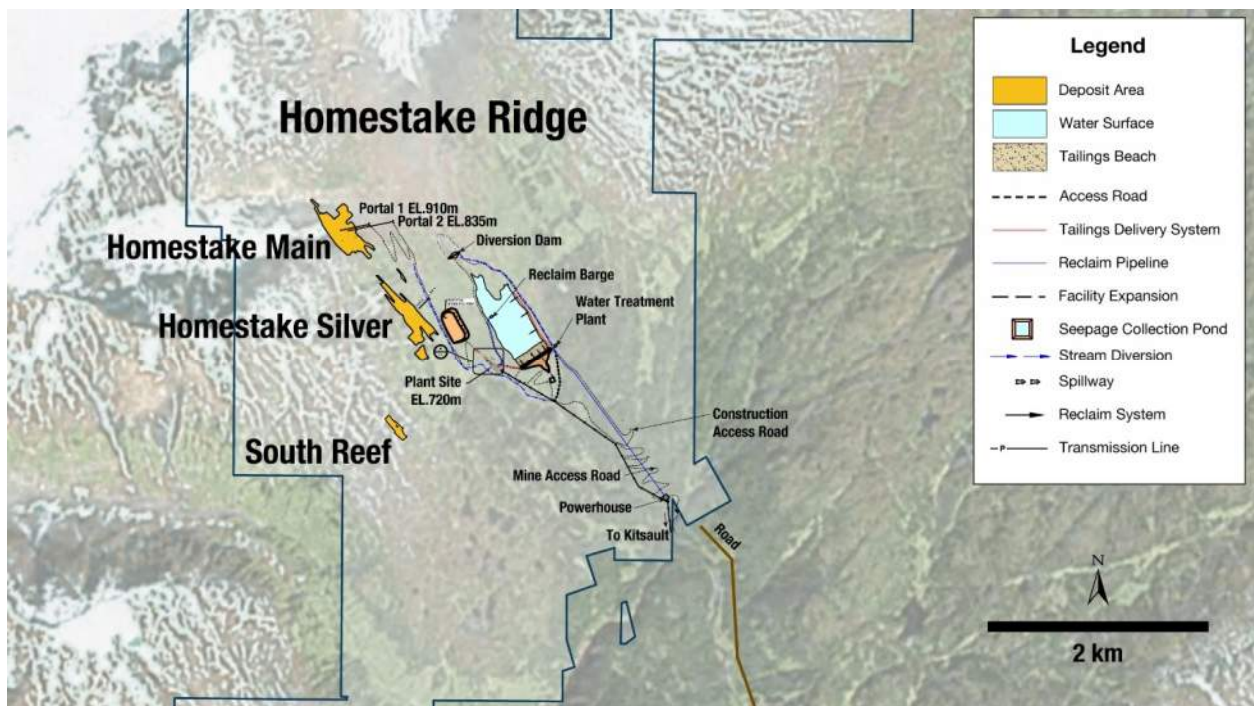 Homestake Ridge
Portal 1 EL.910m
Portal 2 EL.835m
Homestake Main
Diversion Dam
Reclaim Barge
Water Treatment
Plant
Homestake Silver
Plant Site
EL.720m
South Reef
Construction
Access Road
Mine Access Road
Powerhouse
To Kitsault
Road
Legend
Deposit Area
Water Surface
Tailings Beach
Access Road
Tailings Delivery System
Reclaim Pipeline
Facility Expansion
Seepage Collection Pond
Stream Diversion
Spillway
Reclaim System
P
Transmission Line
N
2 km